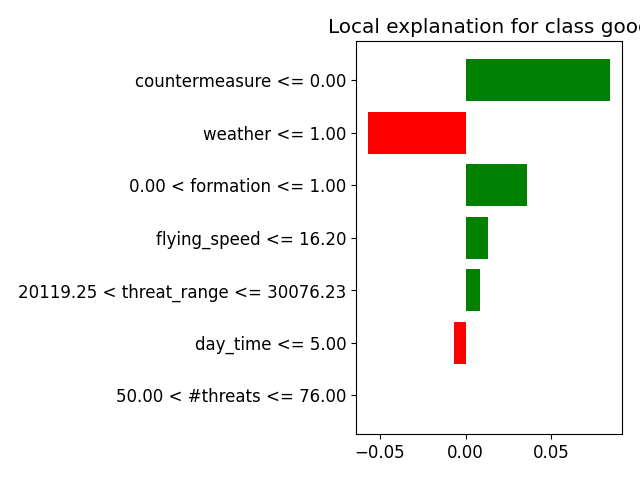 Local explanation for class goo
countermeasure <= 0.00
weather <= 1.00
0.00 < formation <= 1.00
flying_speed <= 16.20
20119.25 < threat_range <= 30076.23
day_time <= 5.00
50.00 < #threats <= 76.00
−0.05 0.00 0.05